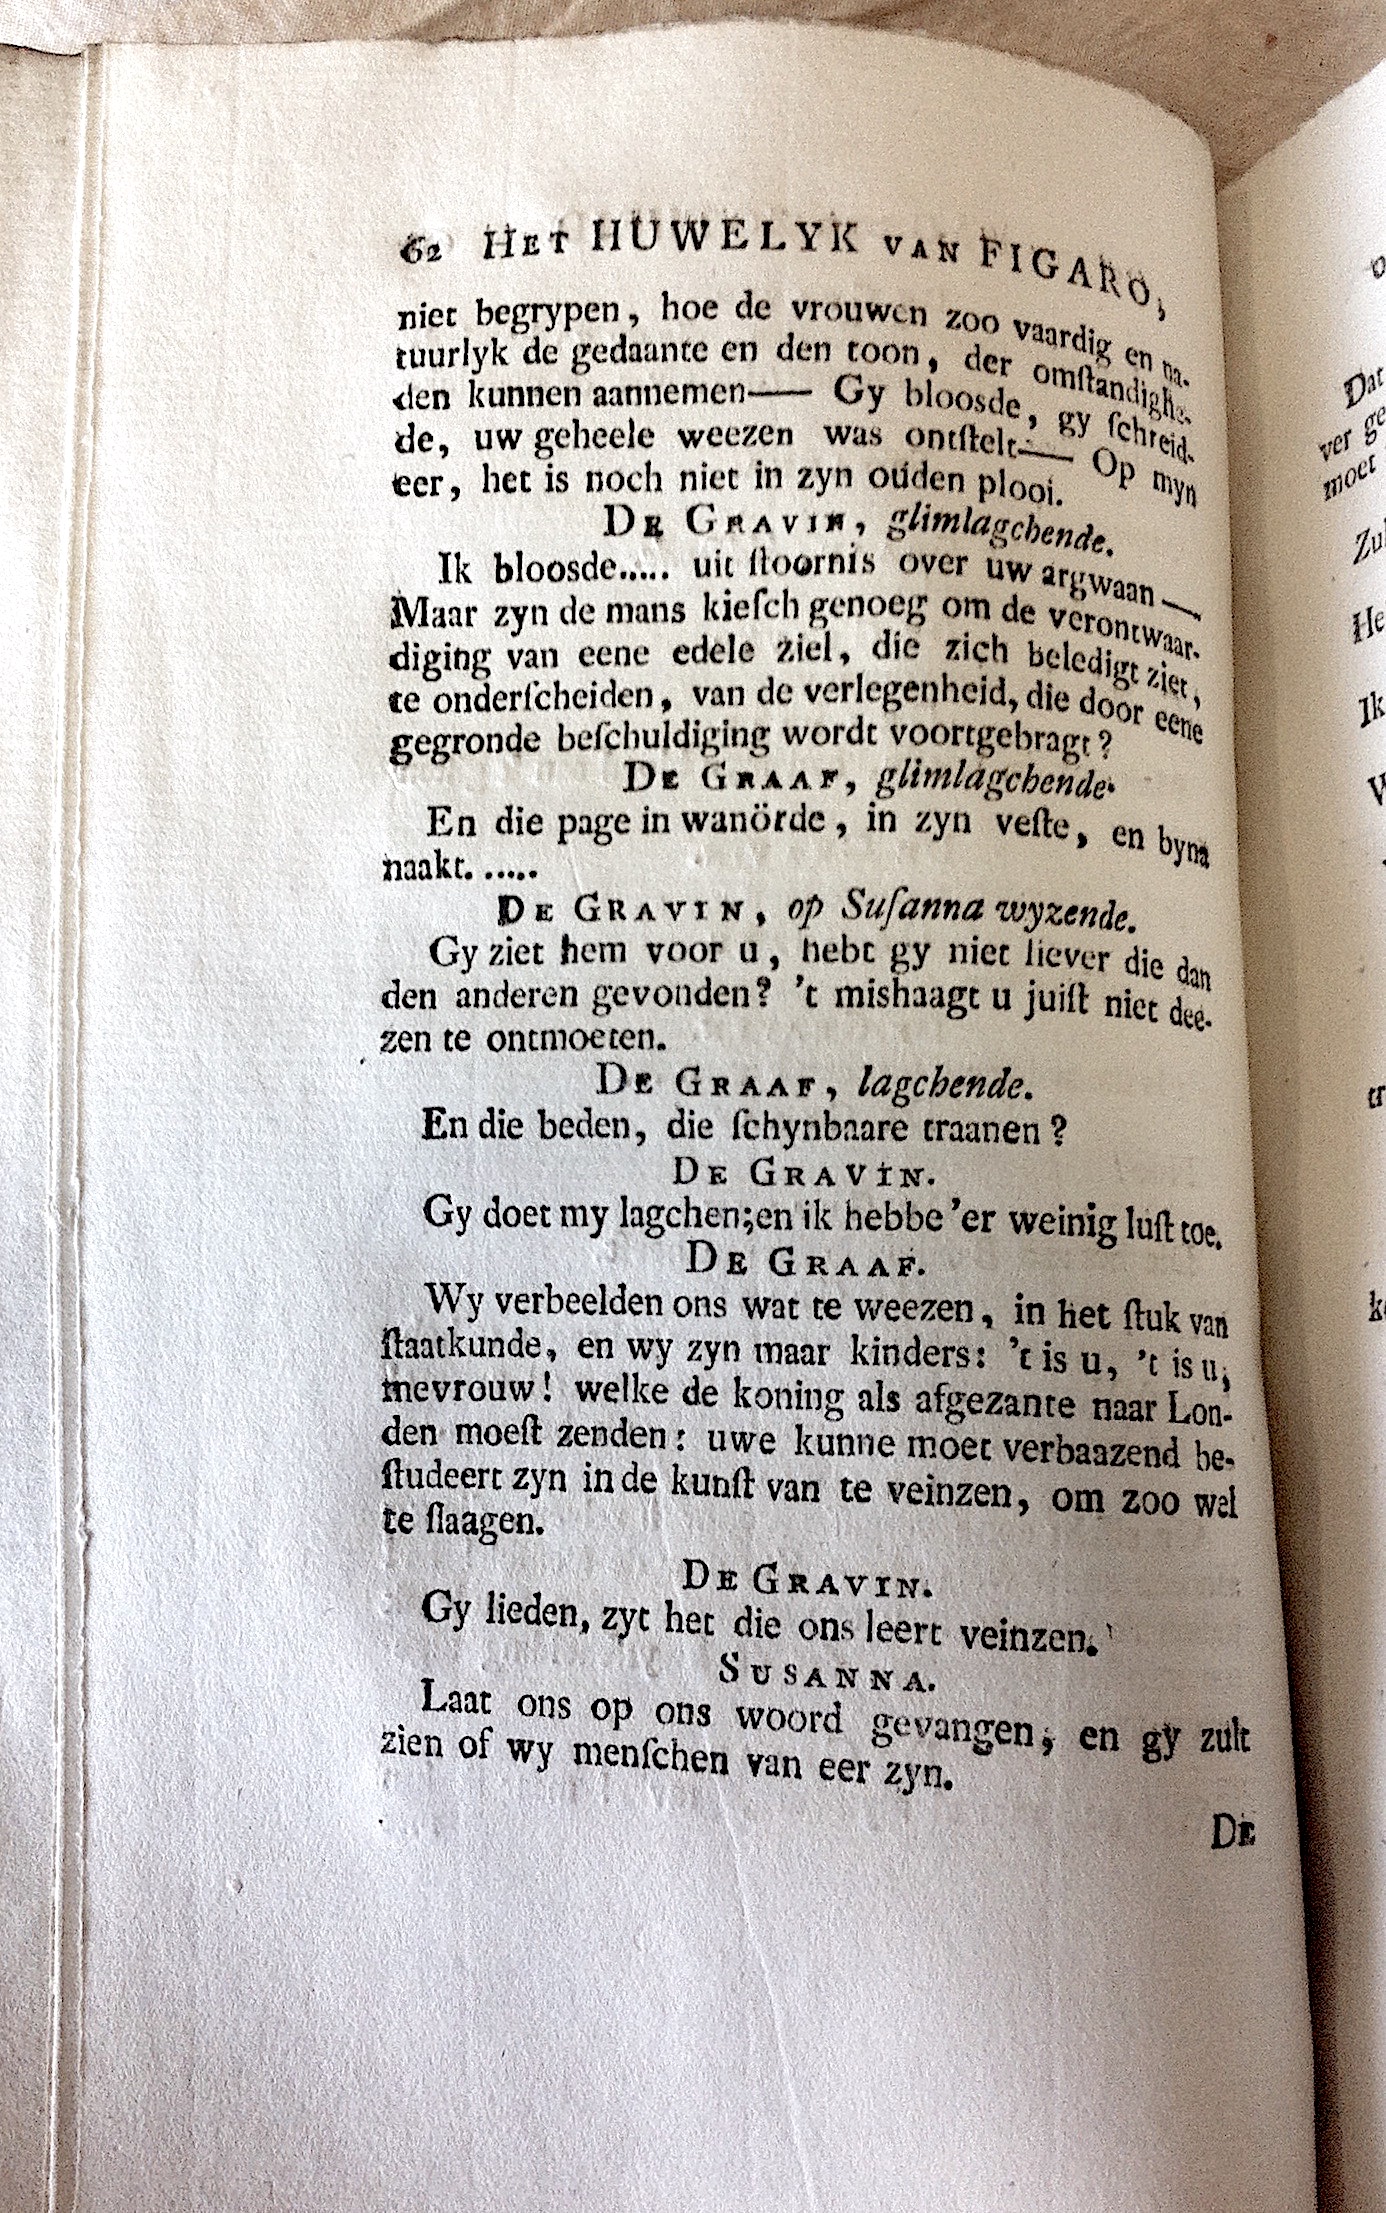 62 HET HUWELYK VAN FIGARO,
niet begrypen, hoe de vrouwen zoo vaardig en na-
tuurlyk de gedaante en den toon, der omſtandighe-
den kunnen aannemen—— Gy bloosde, gy ſchreid-
de, uw geheele weezen was ontſtelt—— Op myn
eer, het is noch niet in zyn ouden plooi.
DE GRAVIN, glimlagchende.
Ik bloosde..... uit ſtoornis over uw argwaan——
Maar zyn de mans kieſch genoeg om de verontwaar-
diging van eene edele ziel, die zich beledigt ziet,
te onderſcheiden, van de verlegenheid, die door eene
gegronde beſchuldiging wordt voortgebragt?
DE GRAAF, glimlagchende.
En die page in wanörde, in zyn veſte, en byna
naakt......
DE GRAVIN, op Suſanna wyzende.
Gy ziet hem voor u, hebt gy niet liever die dan
den anderen gevonden? 't mishaagt u juiſt niet dee-
zen te ontmoeten.
DE GRAAF, lagchende.
En die beden, die ſchynbaare traanen?
DE GRAVIN.
Gy doet my lagchen; en ik hebbe 'er weinig luſt toe.
DE GRAAF.
Wy verbeelden ons wat te weezen, in het ſtuk van
ſtaatkunde, en wy zyn maar kinders: 't is u, 't is u,
mevrouw! welke de koning als afgezante naar Lon-
den moeſt zenden: uwe kunne moet verbaazend be-
ſtudeert zyn in de kunſt van te veinzen, om zoo wel
te ſlaagen.
DE GRAVIN.
Gy lieden, zyt het die ons leert veinzen.
SUSANNA.
Laat ons op ons woord gevangen, en gy zult
zien of wy menſchen van eer zyn.
DE
Dat
ver ge
moet
He
Ik